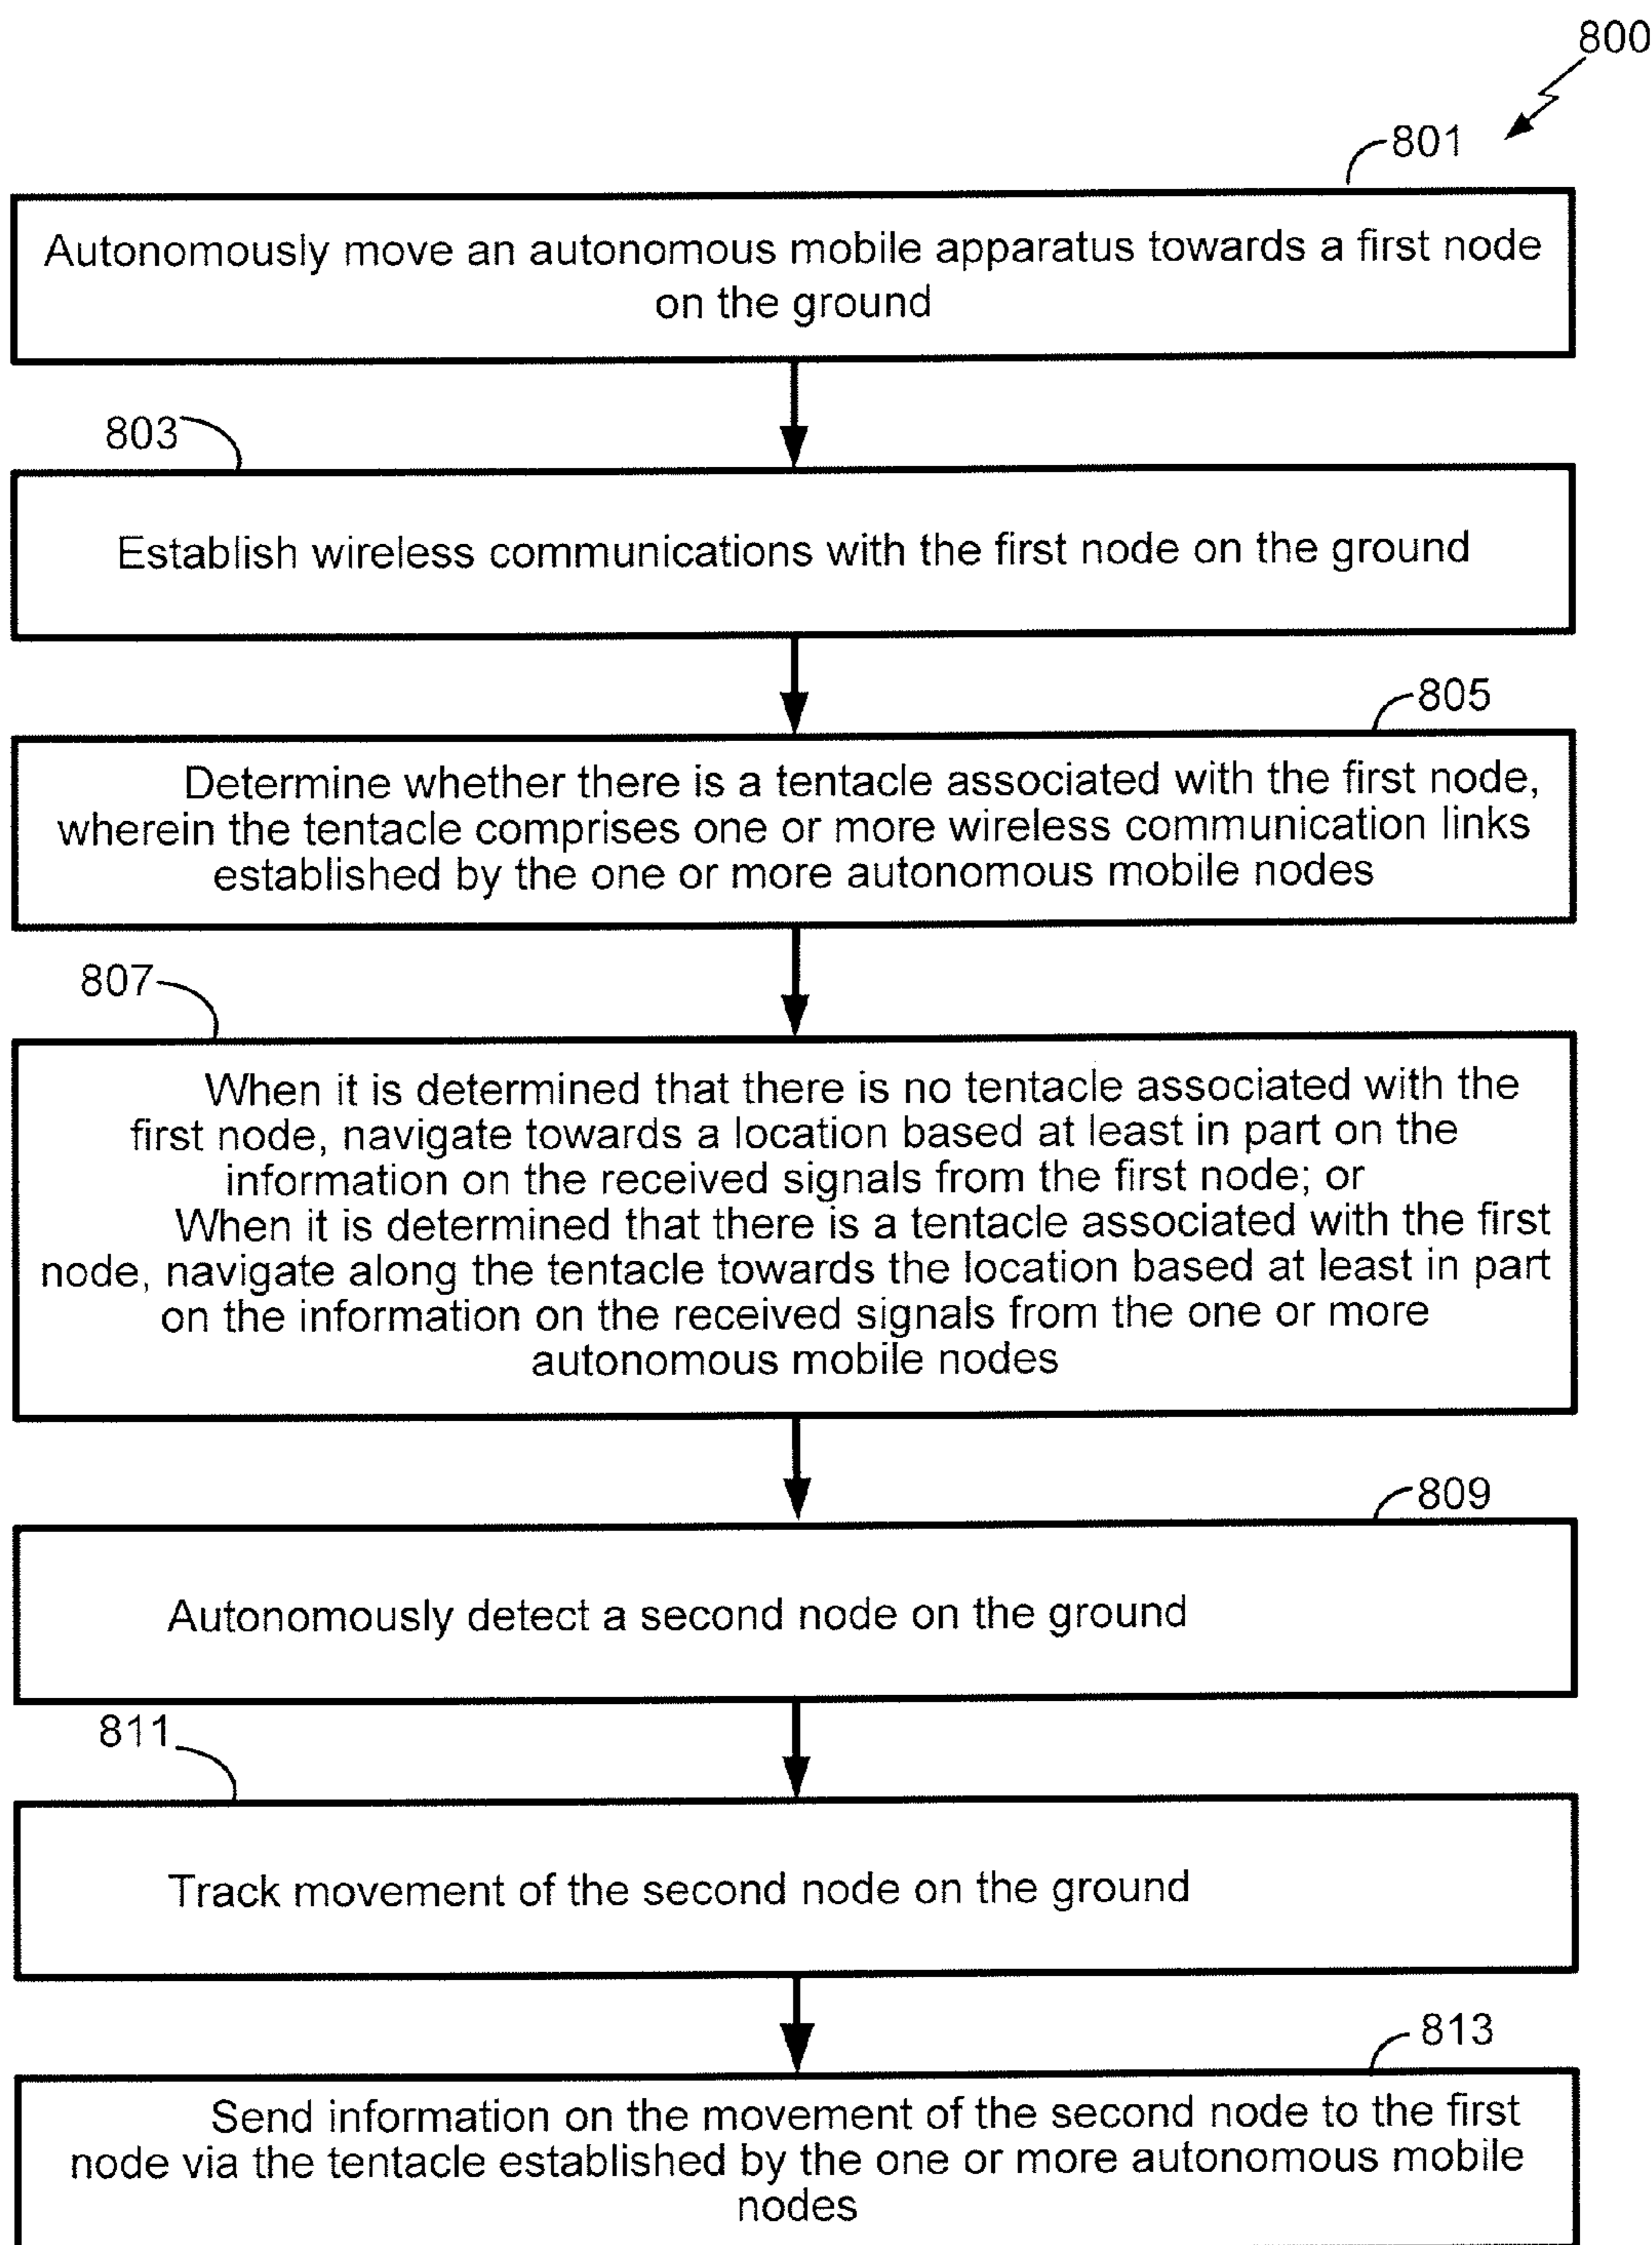 800
801
Autonomously move an autonomous mobile apparatus towards a first node
on the ground
803
Establish wireless communications with the first node on the ground
805
Determine whether there is a tentacle associated with the first node,
wherein the tentacle comprises one or more wireless communication links
established by the one or more autonomous mobile nodes
807
When it is determined that there is no tentacle associated with the
first node, navigate towards a location based at least in part on the
information on the received signals from the first node; or
When it is determined that there is a tentacle associated with the first
node, navigate along the tentacle towards the location based at least in part
on the information on the received signals from the one or more
autonomous mobile nodes
809
Autonomously detect a second node on the ground
811
Track movement of the second node on the ground
813
Send information on the movement of the second node to the first
node via the tentacle established by the one or more autonomous mobile
nodes